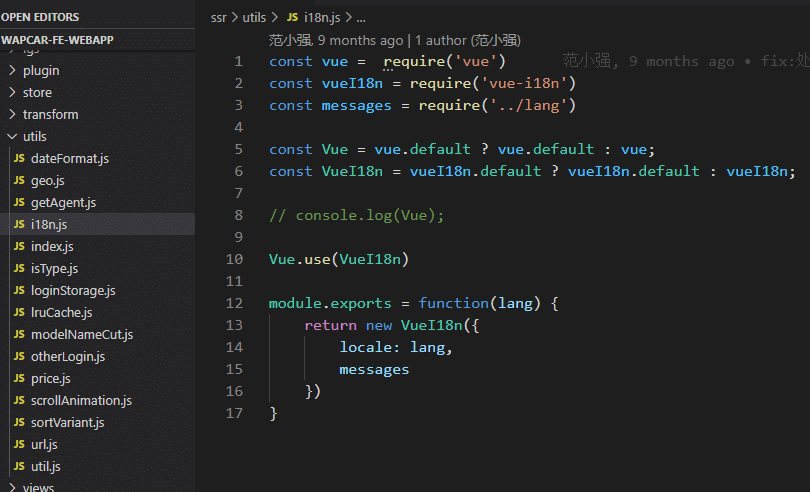 OPEN EDITORS
WAPCAR-FE-WEBAPP
plugin
store
transform
utils
JS dateFormat.js
JS geo.js
JS getAgent.js
JS i18n.js
JS index.js
JS isType.js
JS loginStorage.js
JS lruCache.js
JS modelNameCut.js
JS otherLogin.js
JS price.js
JS scrollAnimation.js
JS sortVariant.js
JS url.js
JS util.js
views
ssr > utils > JS i18n.js > ...
范小强, 9 months ago | 1 author (范小强)
1 const vue =  require('vue') 范小强, 9 months ago • fix:处
2 const vueI18n = require('vue-i18n')
3 const messages = require('../lang')
4
5 const Vue = vue.default ? vue.default : vue;
6 const VueI18n = vueI18n.default ? vueI18n.default : vueI18n;
7
8 // console.log(Vue);
9
10 Vue.use(VueI18n)
11
12 module.exports = function(lang) {
13     return new VueI18n({
14         locale: lang,
15         messages
16     })
17 }